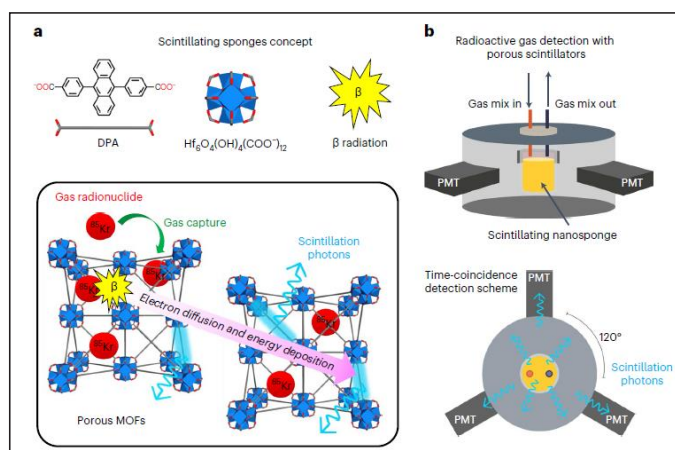 a
Scintillating sponges concept
⁻OOC
COO⁻
β
DPA
Hf₆O₄(OH)₄(COO⁻)₁₂
β radiation
Gas radionuclide
⁸⁵Kr
Gas capture
⁸⁵Kr
⁸⁵Kr
β
Scintillation
photons
Electron diffusion and energy deposition
⁸⁵Kr
⁸⁵Kr
⁸⁵Kr
Porous MOFs
b
Radioactive gas detection with
porous scintillators
Gas mix in
Gas mix out
PMT
PMT
Scintillating nanosponge
Time-coincidence
detection scheme
PMT
120°
Scintillation
photons
PMT
PMT